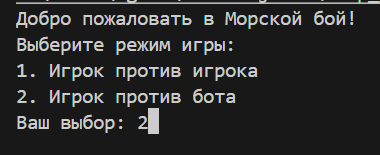 Добро пожаловать в Морской бой!
Выберите режим игры:
1. Игрок против игрока
2. Игрок против бота
Ваш выбор: 2